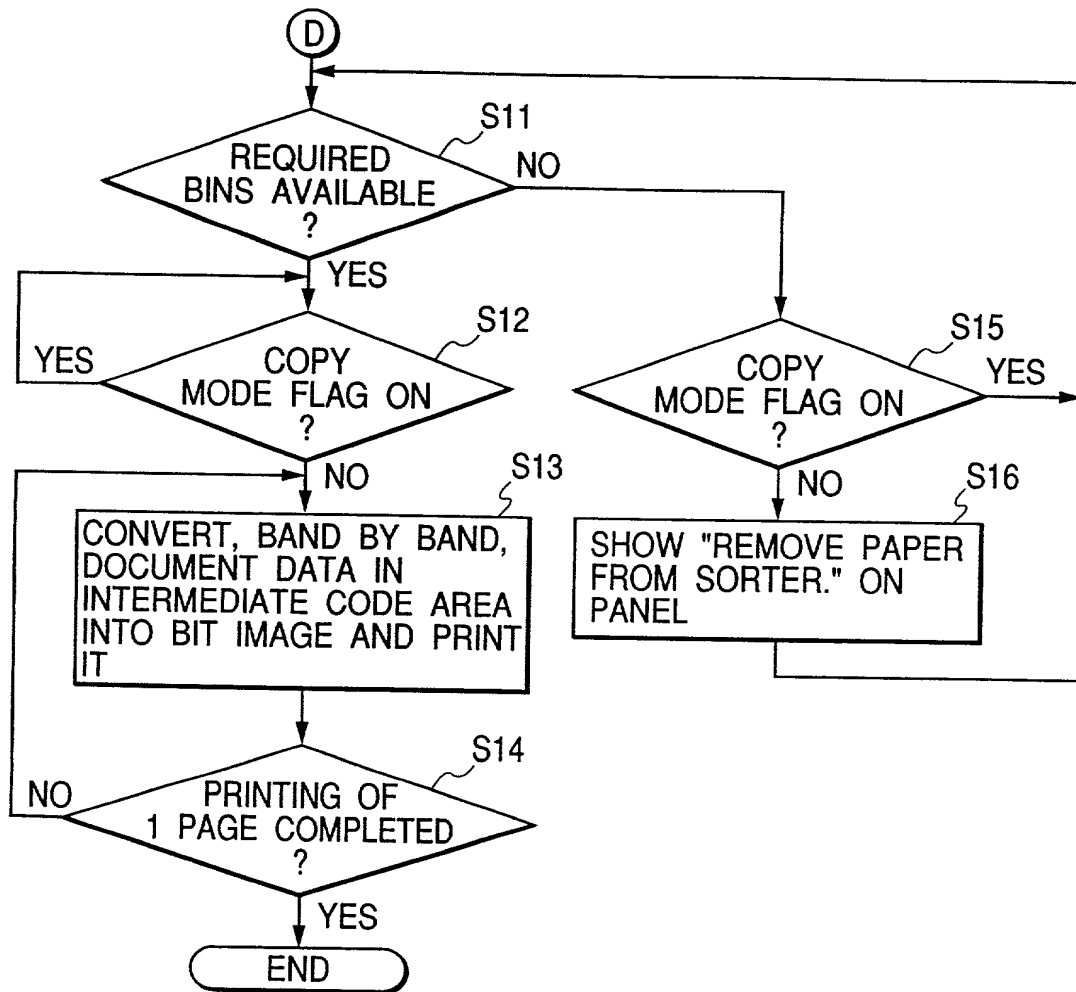 D
S11
REQUIRED
BINS AVAILABLE
?
NO
YES
S12
YES
COPY
MODE FLAG ON
?
S15
COPY
MODE FLAG ON
?
YES
NO
S13
NO
S16
CONVERT, BAND BY BAND,
DOCUMENT DATA IN
INTERMEDIATE CODE AREA
INTO BIT IMAGE AND PRINT
IT
SHOW "REMOVE PAPER
FROM SORTER." ON
PANEL
S14
NO
PRINTING OF
1 PAGE COMPLETED
?
YES
END